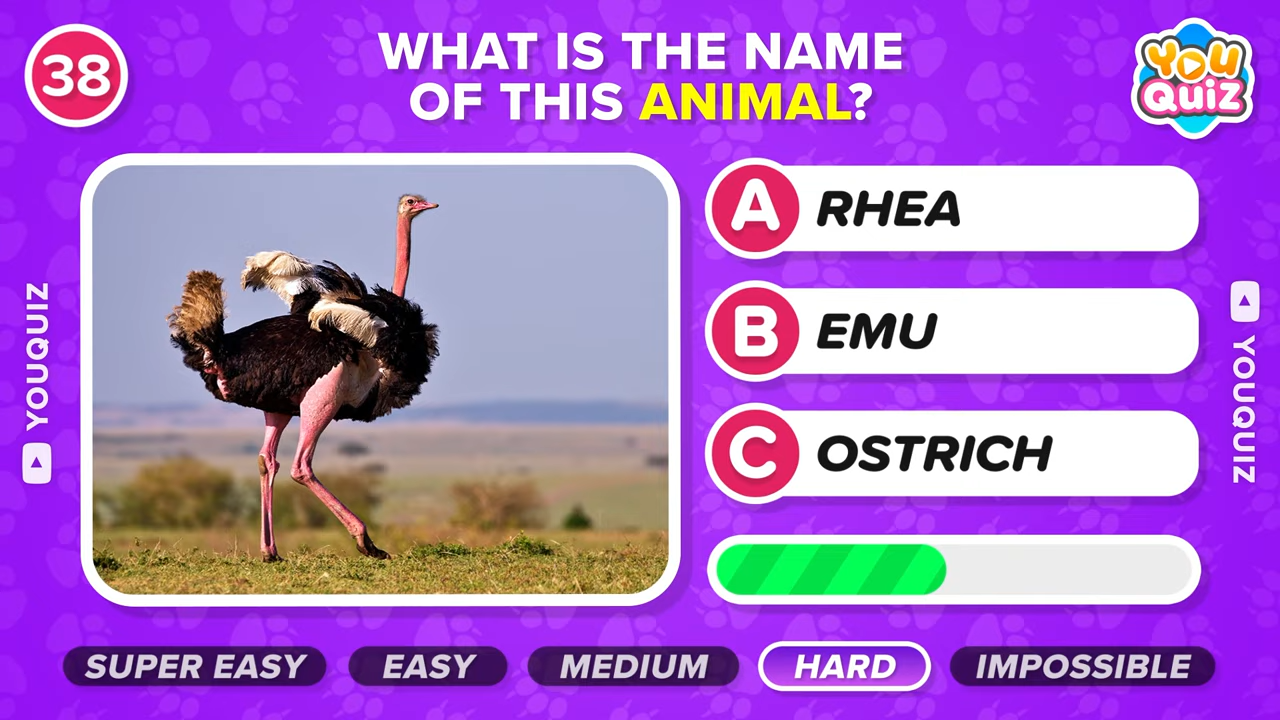 38
WHAT IS THE NAME
OF THIS ANIMAL?
YOU
QUIZ
YOUQUIZ
A RHEA
B EMU
C OSTRICH
YOUQUIZ
SUPER EASY
EASY
MEDIUM
HARD
IMPOSSIBLE